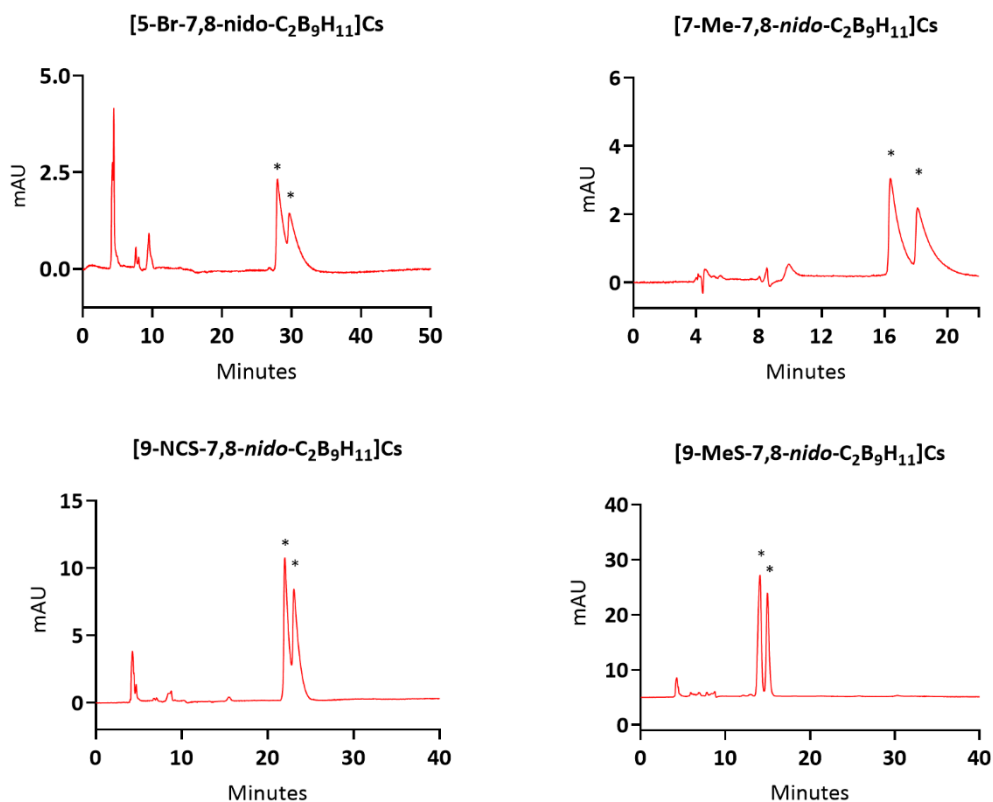 [5-Br-7,8-nido-C₂B₉H₁₁]Cs
5.0
2.5
0.0
mAU
* *
0 10 20 30 40 50
Minutes
[7-Me-7,8-nido-C₂B₉H₁₁]Cs
6
4
2
0
mAU
* *
0 4 8 12 16 20
Minutes
[9-NCS-7,8-nido-C₂B₉H₁₁]Cs
15
10
5
0
mAU
* *
0 10 20 30 40
Minutes
[9-MeS-7,8-nido-C₂B₉H₁₁]Cs
40
30
20
10
0
mAU
* *
0 10 20 30 40
Minutes